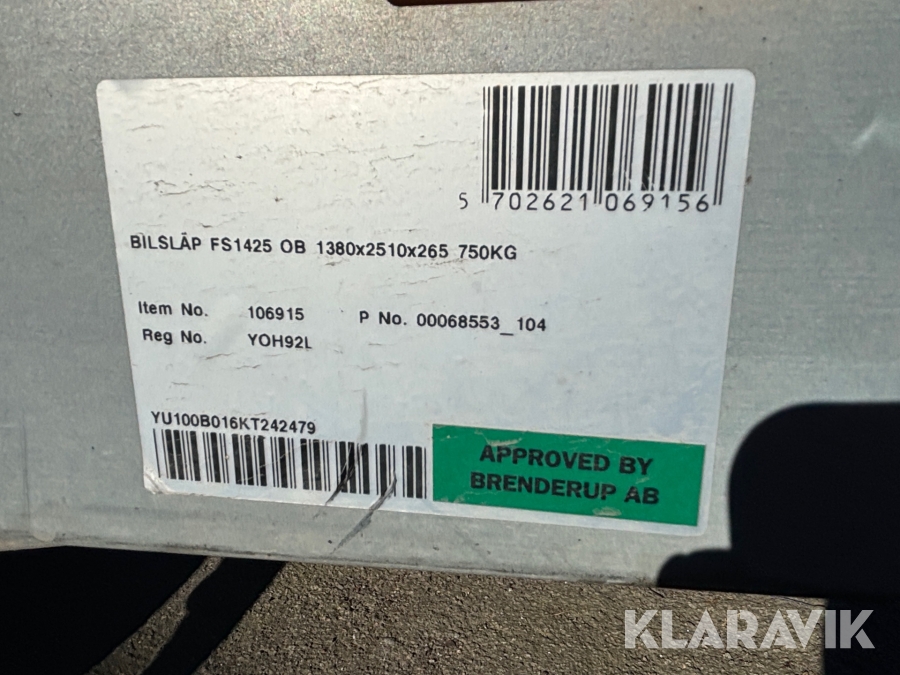 5 702621 069156
BILSLÄP FS1425 OB 1380x2510x265 750KG
Item No. 106915 P No. 00068553_104
Reg No. YOH92L
YU100B016KT242479
APPROVED BY
BRENDERUP AB
KLARAVIK